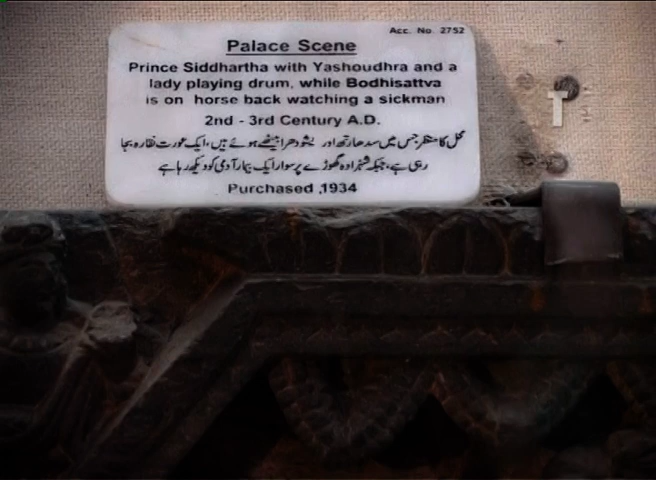 Acc. No. 2752
Palace Scene
Prince Siddhartha with Yashoudhra and a
lady playing drum, while Bodhisattva
is on horse back watching a sickman
2nd - 3rd Century A.D.
محل کا منظر جس میں سدھارتھ اور یشودھرا بیٹھے ہوئے ہیں، ایک عورت نقارہ بجا
رہی ہے، جبکہ شہزادہ گھوڑے پر سوار ایک بیمار آدمی کو دیکھ رہا ہے
Purchased ,1934